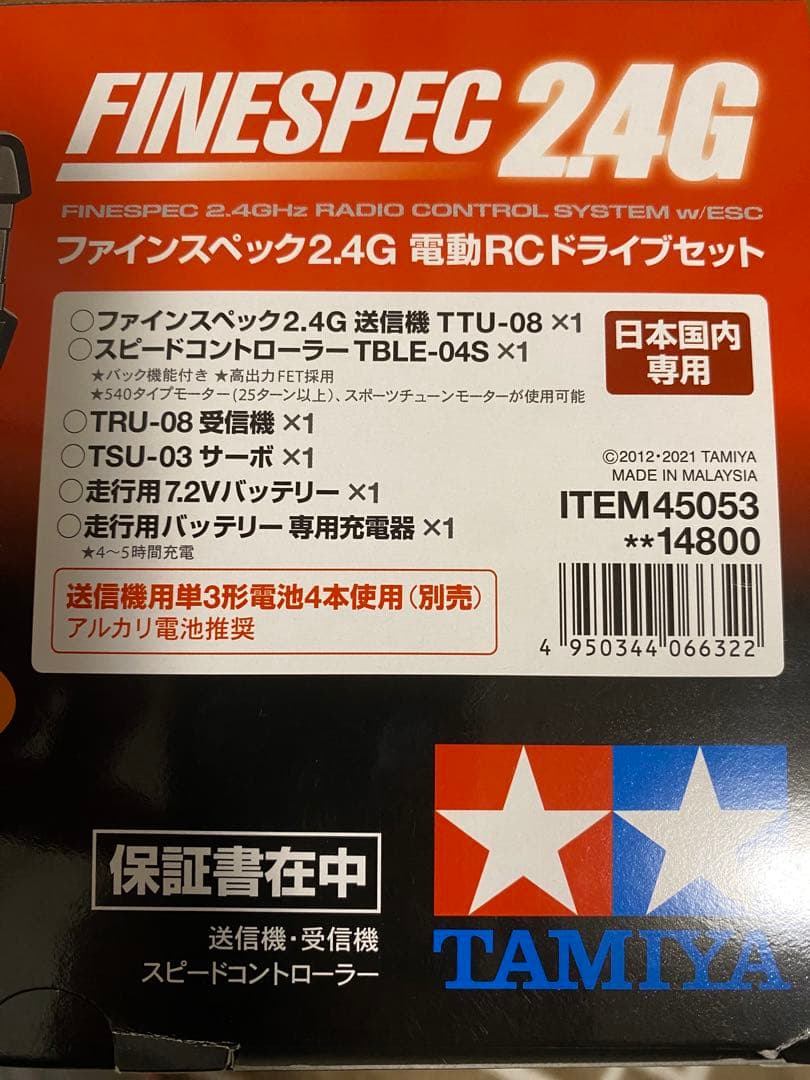 FINESPEC 2.4G
FINESPEC 2.4GHz RADIO CONTROL SYSTEM w/ESC
ファインスペック2.4G 電動RCドライブセット
○ファインスペック2.4G 送信機 TTU-08 ×1
○スピードコントローラーTBLE-04S ×1
★バック機能付き ★高出力FET採用
★540タイプモーター(25ターン以上)、スポーツチューンモーターが使用可能
○TRU-08 受信機 ×1
○TSU-03 サーボ ×1
○走行用7.2Vバッテリー ×1
○走行用バッテリー 専用充電器 ×1
★4～5時間充電
送信機用単3形電池4本使用(別売)
アルカリ電池推奨
日本国内
専用
©2012・2021 TAMIYA
MADE IN MALAYSIA
ITEM 45053
**14800
4 950344 066322
保証書在中
送信機・受信機
スピードコントローラー
TAMIYA